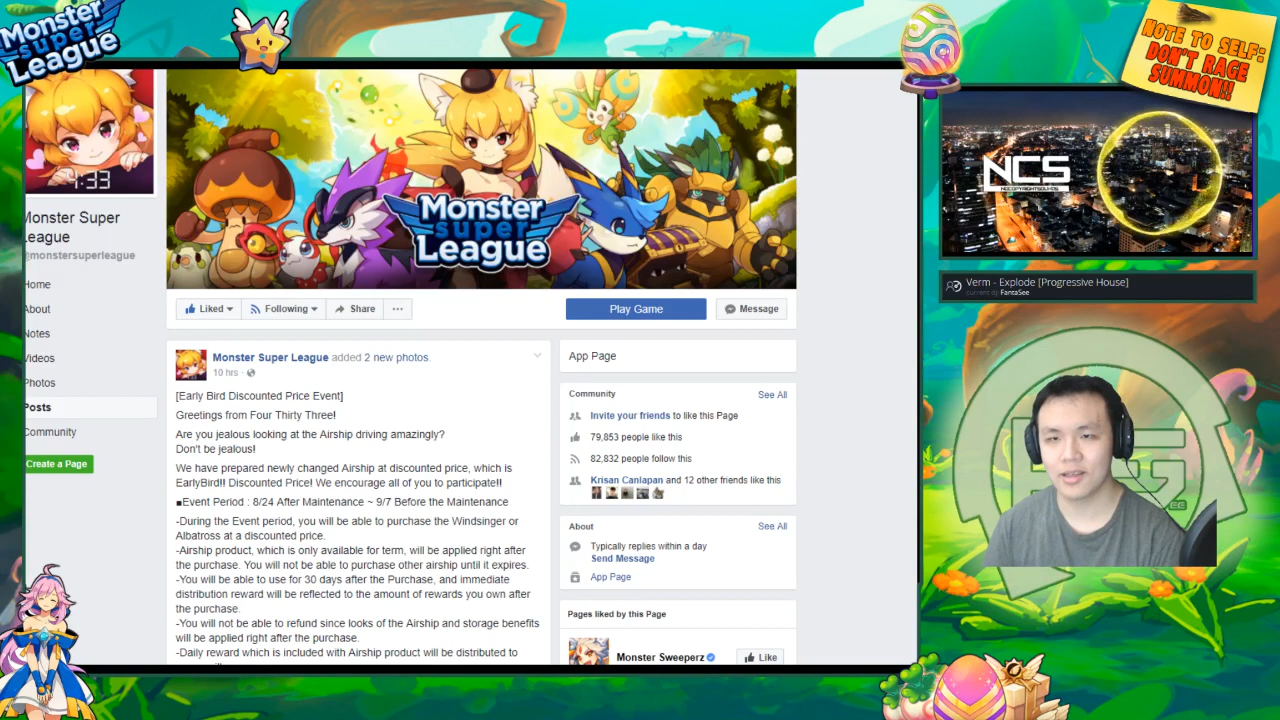 Monster
super
League
NOTE TO SELF:
DON'T RAGE
SUMMON!!
1:33
Monster Super
League
@monstersuperleague
Home
About
Notes
Videos
Photos
Posts
Community
Create a Page
Monster
super
League
Liked
Following
Share
Play Game
Message
Monster Super League added 2 new photos.
10 hrs
[Early Bird Discounted Price Event]
Greetings from Four Thirty Three!
Are you jealous looking at the Airship driving amazingly?
Don't be jealous!
We have prepared newly changed Airship at discounted price, which is
EarlyBird!! Discounted Price! We encourage all of you to participate!!
■Event Period : 8/24 After Maintenance ~ 9/7 Before the Maintenance
-During the Event period, you will be able to purchase the Windsinger or
Albatross at a discounted price.
-Airship product, which is only available for term, will be applied right after
the purchase. You will not be able to purchase other airship until it expires.
-You will be able to use for 30 days after the Purchase, and immediate
distribution reward will be reflected to the amount of rewards you own after
the purchase.
-You will not be able to refund since looks of the Airship and storage benefits
will be applied right after the purchase.
-Daily reward which is included with Airship product will be distributed to
App Page
Community
See All
Invite your friends to like this Page
79,853 people like this
82,832 people follow this
Krisan Canlapan and 12 other friends like this
About
See All
Typically replies within a day
Send Message
App Page
Pages liked by this Page
Monster Sweeperz
Like
NCS
NOCOPYRIGHTSOUNDS
Verm - Explode [Progressive House]
FantaSee